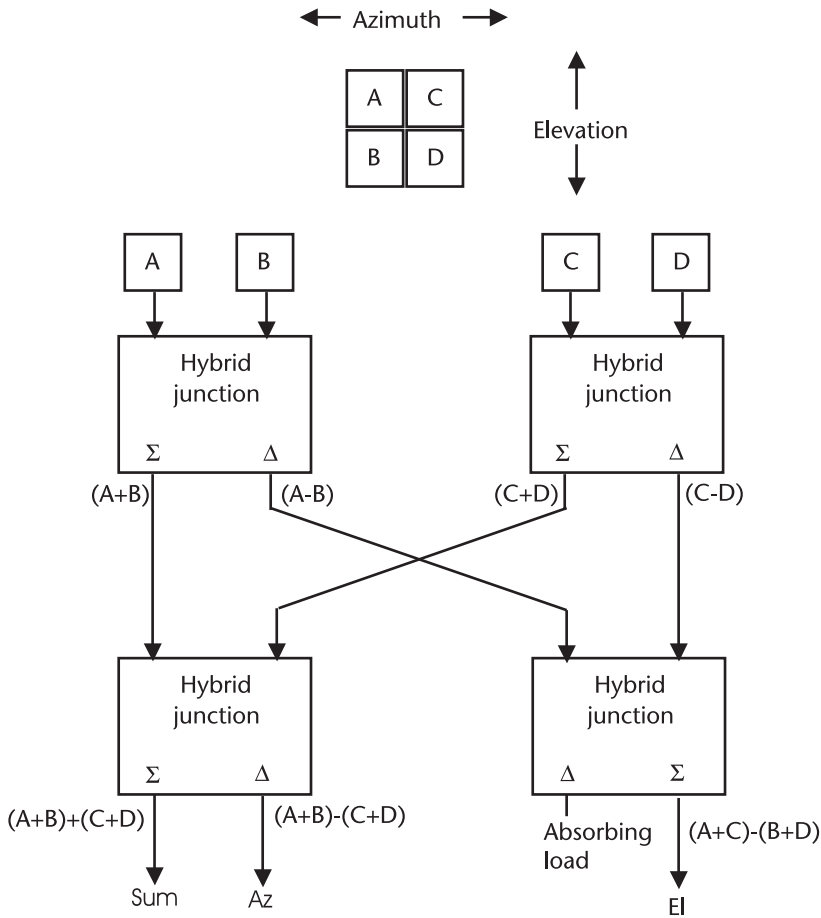 Azimuth
A C
Elevation
B D
A B C D
Hybrid junction
Hybrid junction
Σ Δ Σ Δ
(A+B) (A-B) (C+D) (C-D)
Hybrid junction
Hybrid junction
Σ Δ Δ Σ
(A+B)+(C+D) (A+B)-(C+D) Absorbing load (A+C)-(B+D)
Sum Az El